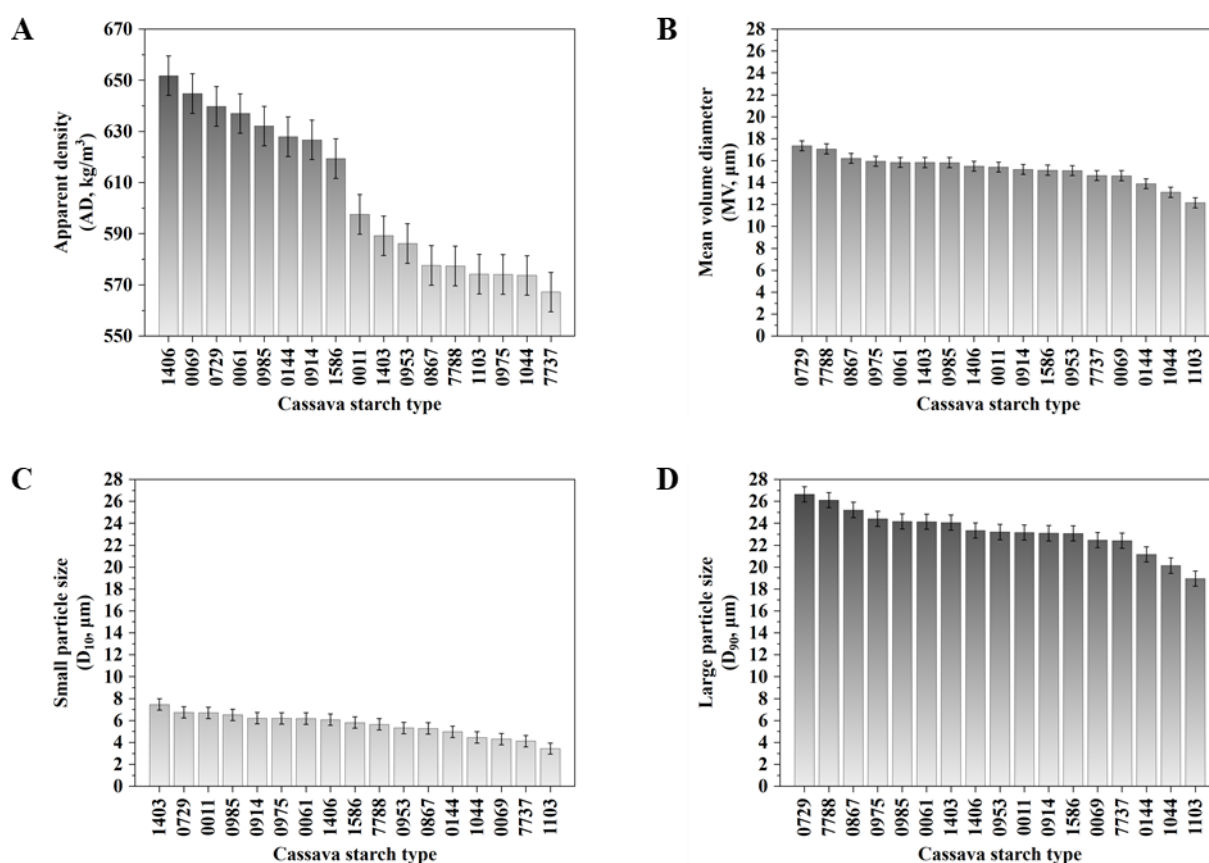 A
670
650
630
610
590
570
550
Apparent density
(AD, kg/m³)
1406 0069 0729 0061 0985 0144 0914 1586 0011 1403 0953 0867 7788 1103 0975 1044 7737
Cassava starch type
B
28
26
24
22
20
18
16
14
12
10
8
6
4
2
0
Mean volume diameter
(MV, µm)
0729 7788 0867 0975 0061 1403 0985 1406 0011 0914 1586 0953 7737 0069 0144 1044 1103
Cassava starch type
C
28
26
24
22
20
18
16
14
12
10
8
6
4
2
0
Small particle size
(D₁₀, µm)
1403 0729 0011 0985 0914 0975 0061 1406 1586 7788 0953 0867 0144 1044 0069 7737 1103
Cassava starch type
D
28
26
24
22
20
18
16
14
12
10
8
6
4
2
0
Large particle size
(D₉₀, µm)
0729 7788 0867 0975 0985 0061 1403 1406 0953 0011 0914 1586 0069 7737 0144 1044 1103
Cassava starch type